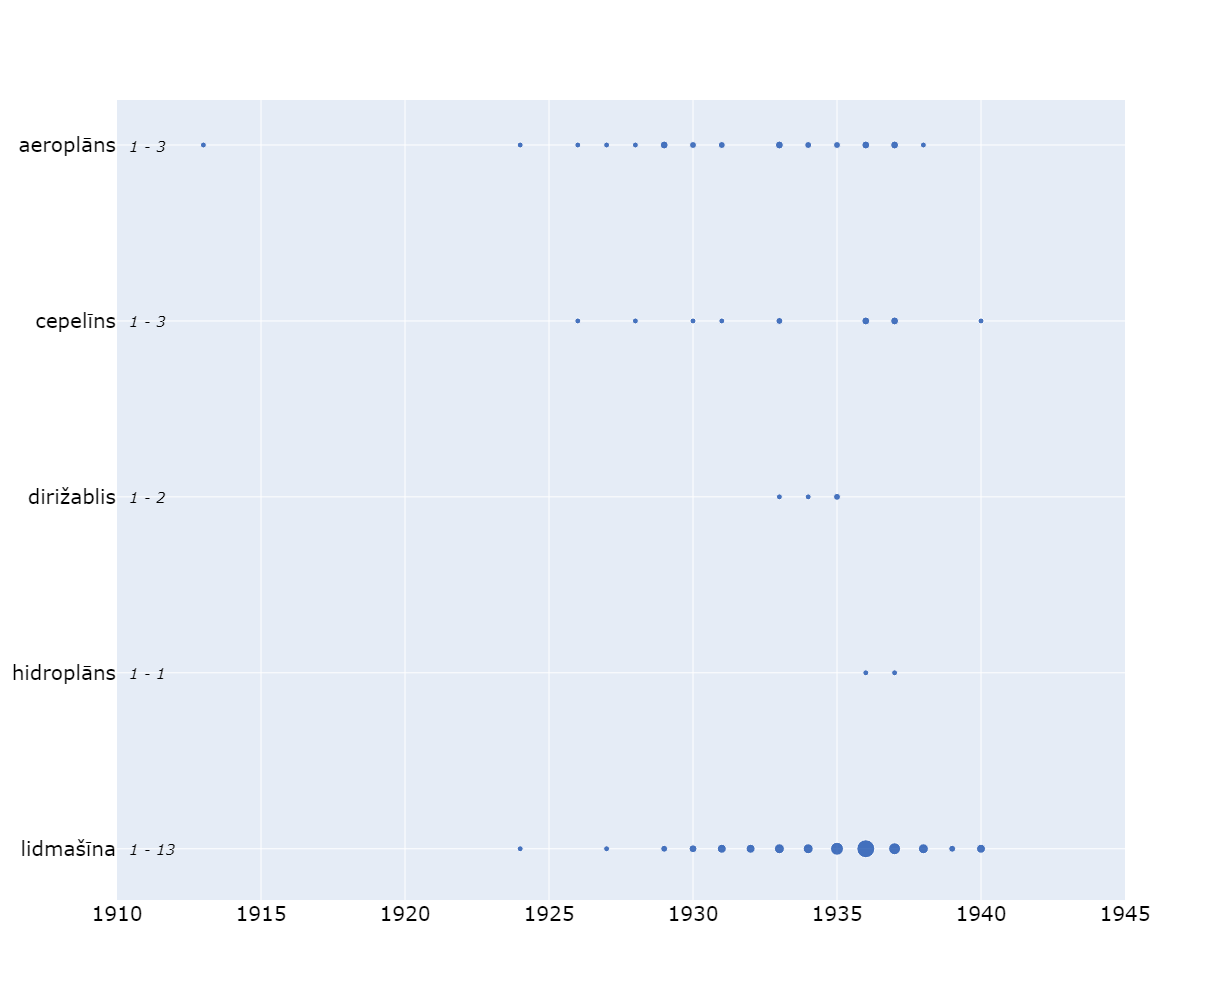 aeroplāns 1 - 3
cepelīns 1 - 3
dirižablis 1 - 2
hidroplāns 1 - 1
lidmašīna 1 - 13
1910 1915 1920 1925 1930 1935 1940 1945